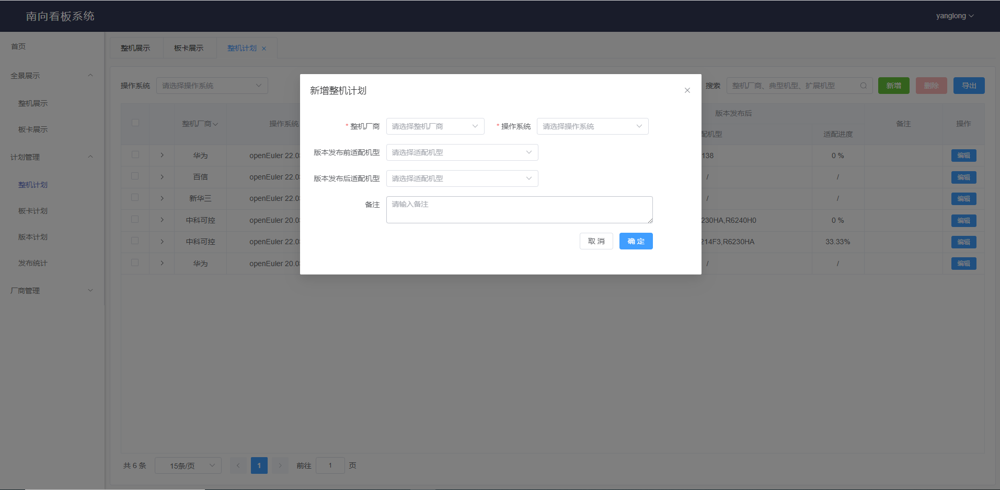 南向看板系统
yanglong
首页
全景展示
整机展示
板卡展示
计划管理
整机计划
板卡计划
版本计划
发布统计
厂商管理
整机展示 板卡展示 整机计划
操作系统 请选择操作系统 搜索 整机厂商、典型机型、扩展机型 新增 删除 导出
整机厂商 操作系统 版本发布后 备注 操作
配机型 适配进度
华为 openEuler 22.0 138 0 % 编辑
百信 openEuler 22.0 / / 编辑
新华三 openEuler 22.0 / / 编辑
中科可控 openEuler 20.0 230HA,R6240H0 0 % 编辑
中科可控 openEuler 22.0 214F3,R6230HA 33.33% 编辑
华为 openEuler 20.0 / / 编辑
新增整机计划
* 整机厂商 请选择整机厂商 * 操作系统 请选择操作系统
版本发布前适配机型 请选择适配机型
版本发布后适配机型 请选择适配机型
备注 请输入备注
取 消 确 定
共 6 条 15条/页 1 前往 1 页